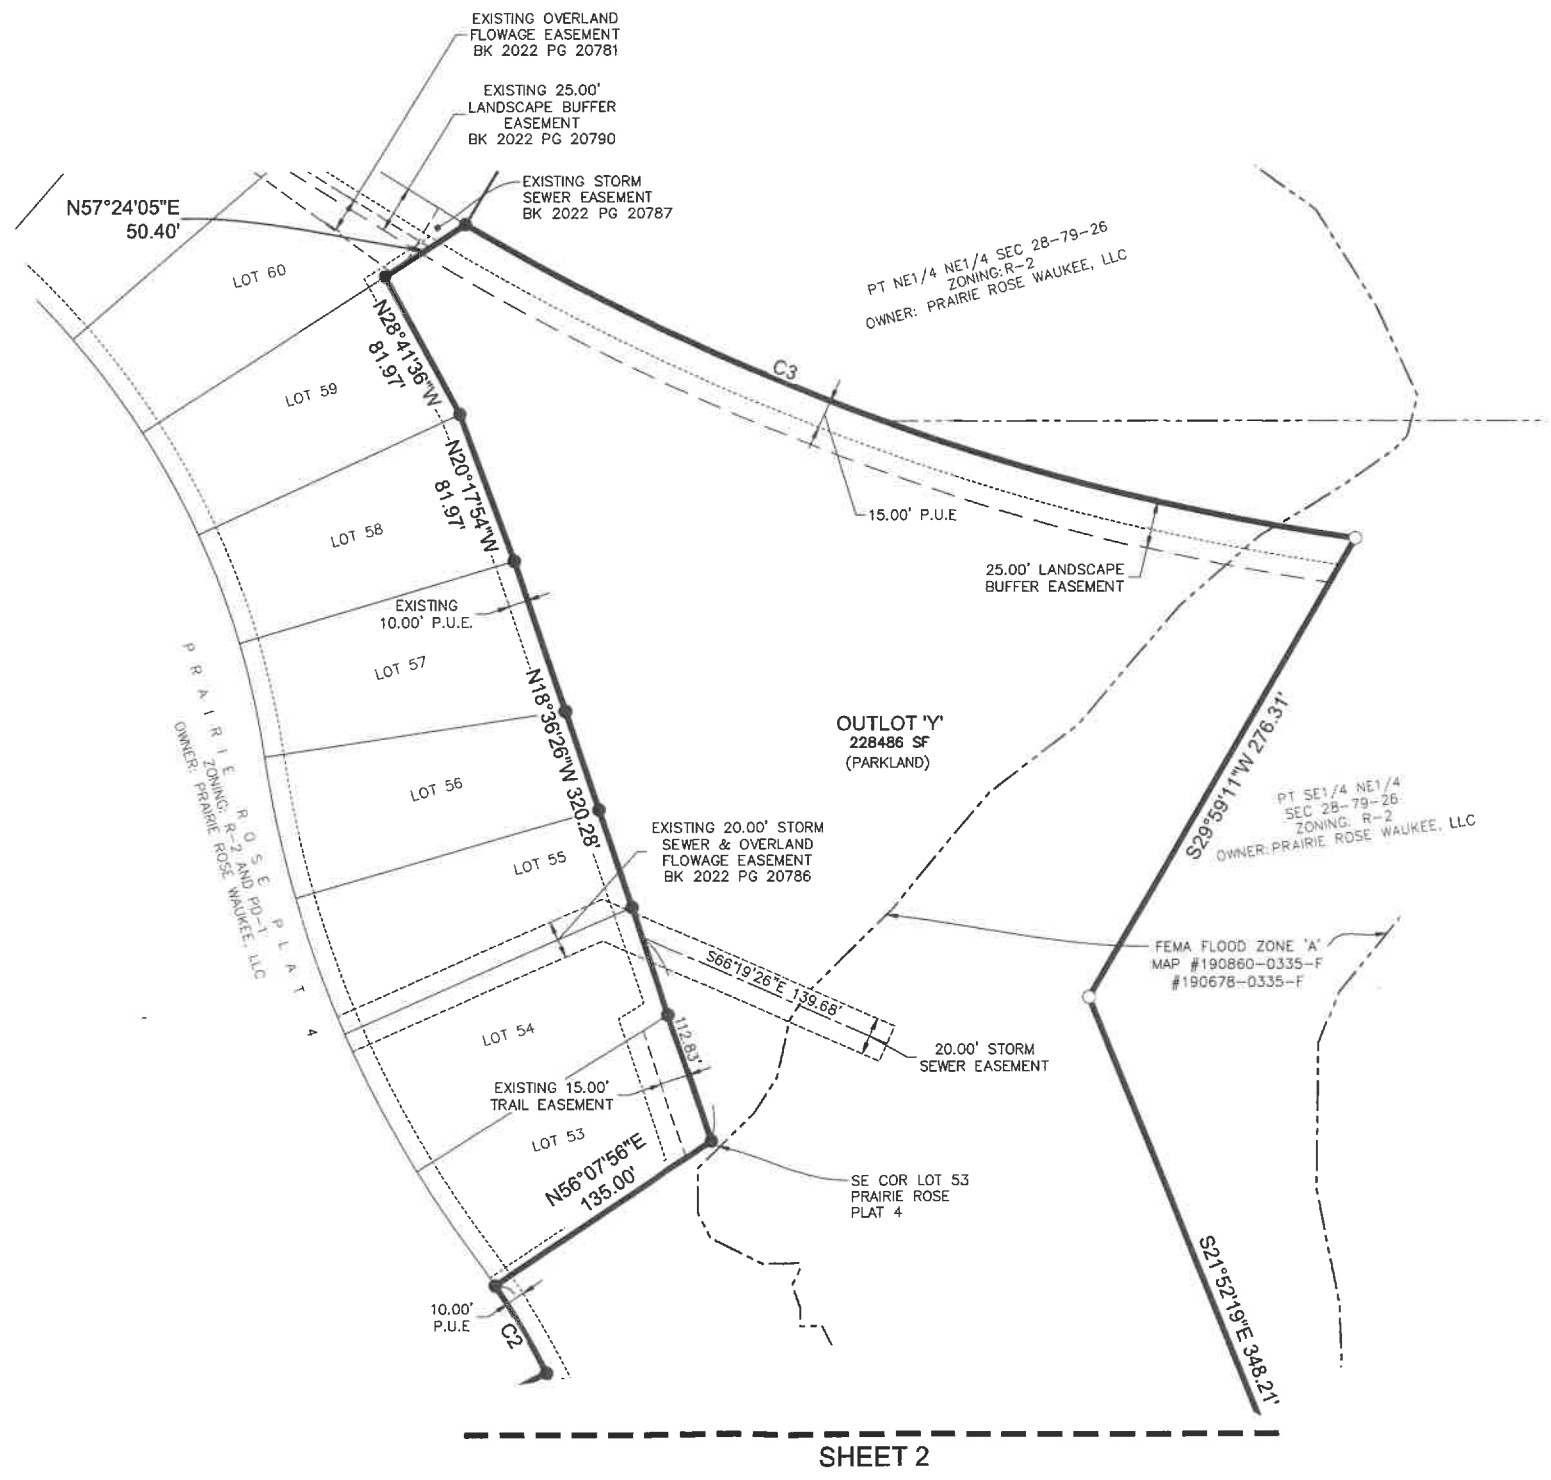 EXISTING OVERLAND
FLOWAGE EASEMENT
BK 2022 PG 20781
EXISTING 25.00'
LANDSCAPE BUFFER
EASEMENT
BK 2022 PG 20790
EXISTING STORM
SEWER EASEMENT
BK 2022 PG 20787
N57°24'05"E
50.40'
LOT 60
PT NE1/4 NE1/4 SEC 28-79-26
ZONING: R-2
OWNER: PRAIRIE ROSE WAUKEE, LLC
N28°41'36"W
81.97'
C3
LOT 59
N20°17'54"W
81.97'
15.00' P.U.E
LOT 58
25.00' LANDSCAPE
BUFFER EASEMENT
EXISTING
10.00' P.U.E.
LOT 57
N18°36'26"W 320.28'
PRAIRIE ROSE PLAT 4
ZONING: R-2 AND PD-1
OWNER: PRAIRIE ROSE WAUKEE, LLC
OUTLOT 'Y'
228486 SF
(PARKLAND)
S29°59'11"W 276.31'
LOT 56
PT SE1/4 NE1/4
SEC 28-79-26
ZONING: R-2
OWNER: PRAIRIE ROSE WAUKEE, LLC
EXISTING 20.00' STORM
SEWER & OVERLAND
FLOWAGE EASEMENT
BK 2022 PG 20786
LOT 55
S66°19'26"E 139.68'
FEMA FLOOD ZONE 'A'
MAP #190860-0335-F
#190678-0335-F
LOT 54
112.83'
20.00' STORM
SEWER EASEMENT
EXISTING 15.00'
TRAIL EASEMENT
LOT 53
N56°07'56"E
135.00'
SE COR LOT 53
PRAIRIE ROSE
PLAT 4
S21°52'19"E 348.21'
10.00'
P.U.E
C2
SHEET 2